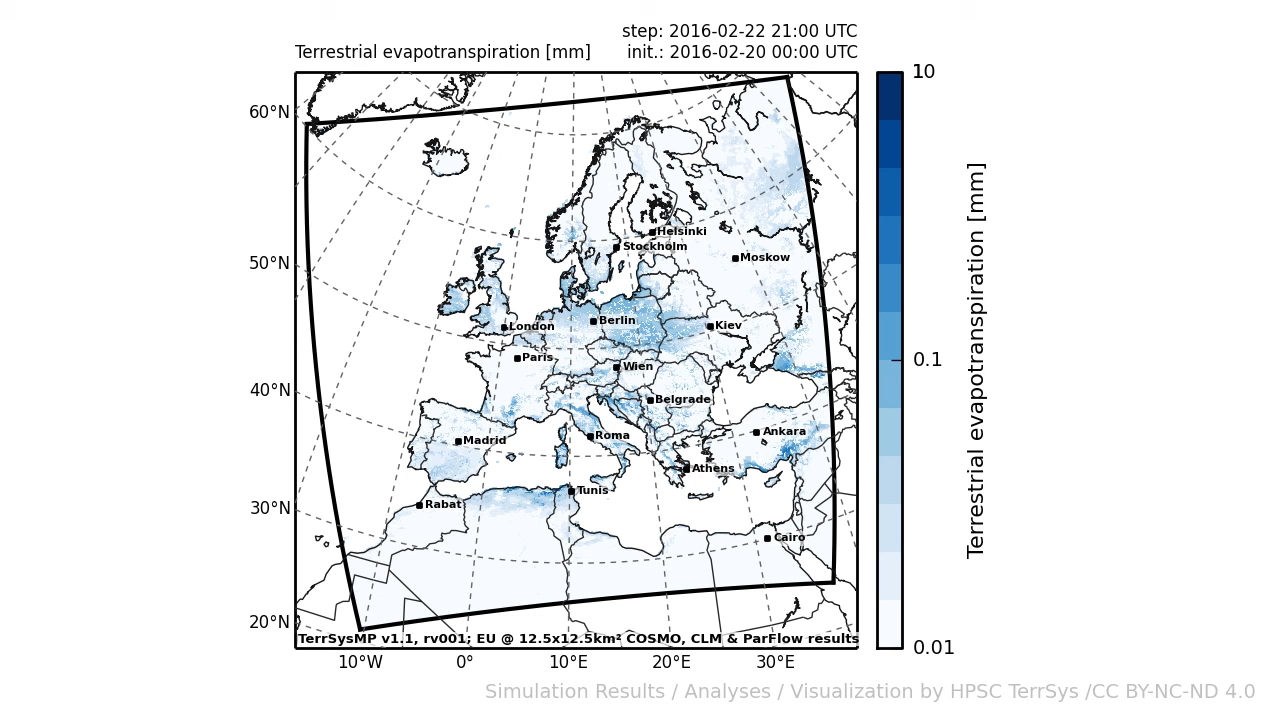 step: 2016-02-22 21:00 UTC
Terrestrial evapotranspiration [mm] init.: 2016-02-20 00:00 UTC
10
60°N
Helsinki
Stockholm
Moscow
50°N
London
Berlin
Kiev
Paris
0.1
Wien
40°N
Belgrade
Madrid
Roma
Ankara
Athens
Tunis
30°N
Rabat
Cairo
20°N
TerrSysMP v1.1, rv001; EU @ 12.5x12.5km² COSMO, CLM & ParFlow results
0.01
10°W 0° 10°E 20°E 30°E
Terrestrial evapotranspiration [mm]
Simulation Results / Analyses / Visualization by HPSC TerrSys /CC BY-NC-ND 4.0